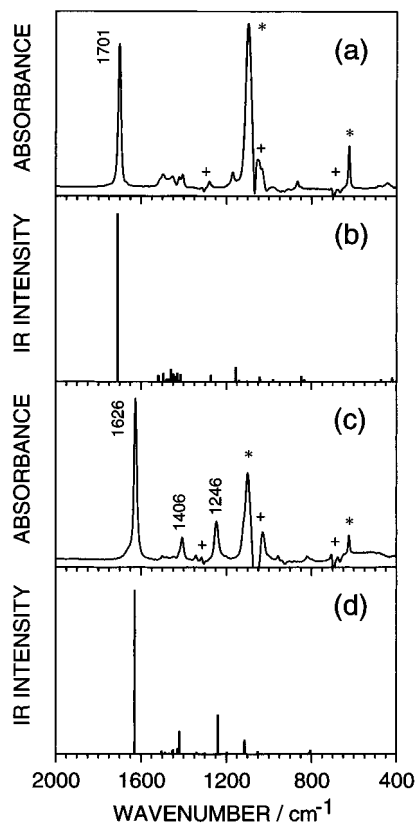 (a)
ABSORBANCE
1701
*
+
+
+
*
(b)
IR INTENSITY
(c)
ABSORBANCE
1626
1406
1246
*
+
+
+
*
(d)
IR INTENSITY
2000 1600 1200 800 400
WAVENUMBER / cm⁻¹